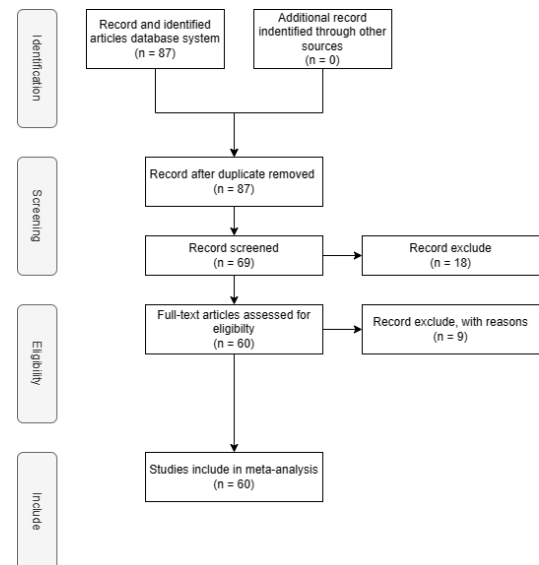 Identification
Record and identified
articles database system
(n = 87)
Additional record
indentified through other
sources
(n = 0)
Screening
Record after duplicate removed
(n = 87)
Record screened
(n = 69)
Record exclude
(n = 18)
Eligibility
Full-text articles assessed for
eligibilty
(n = 60)
Record exclude, with reasons
(n = 9)
Include
Studies include in meta-analysis
(n = 60)